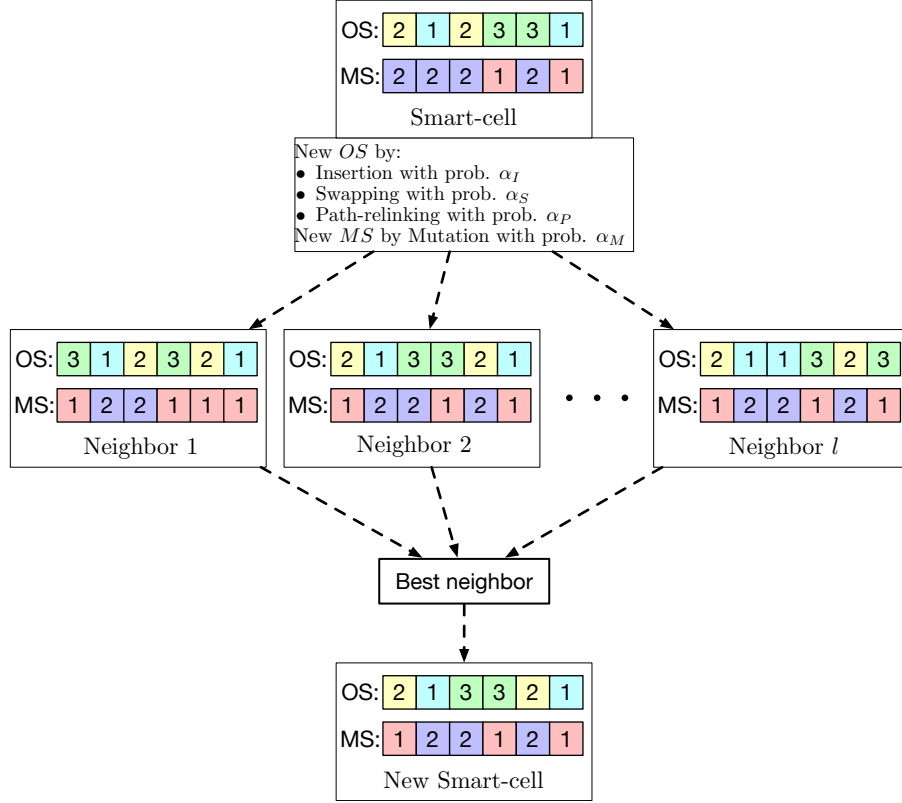 OS: 2 1 2 3 3 1
MS: 2 2 2 1 2 1
Smart-cell
New OS by:
• Insertion with prob. α_I
• Swapping with prob. α_S
• Path-relinking with prob. α_P
New MS by Mutation with prob. α_M
OS: 3 1 2 3 2 1
MS: 1 2 2 1 1 1
Neighbor 1
OS: 2 1 3 3 2 1
MS: 1 2 2 1 2 1
Neighbor 2
• • •
OS: 2 1 1 3 2 3
MS: 1 2 2 1 2 1
Neighbor l
Best neighbor
OS: 2 1 3 3 2 1
MS: 1 2 2 1 2 1
New Smart-cell